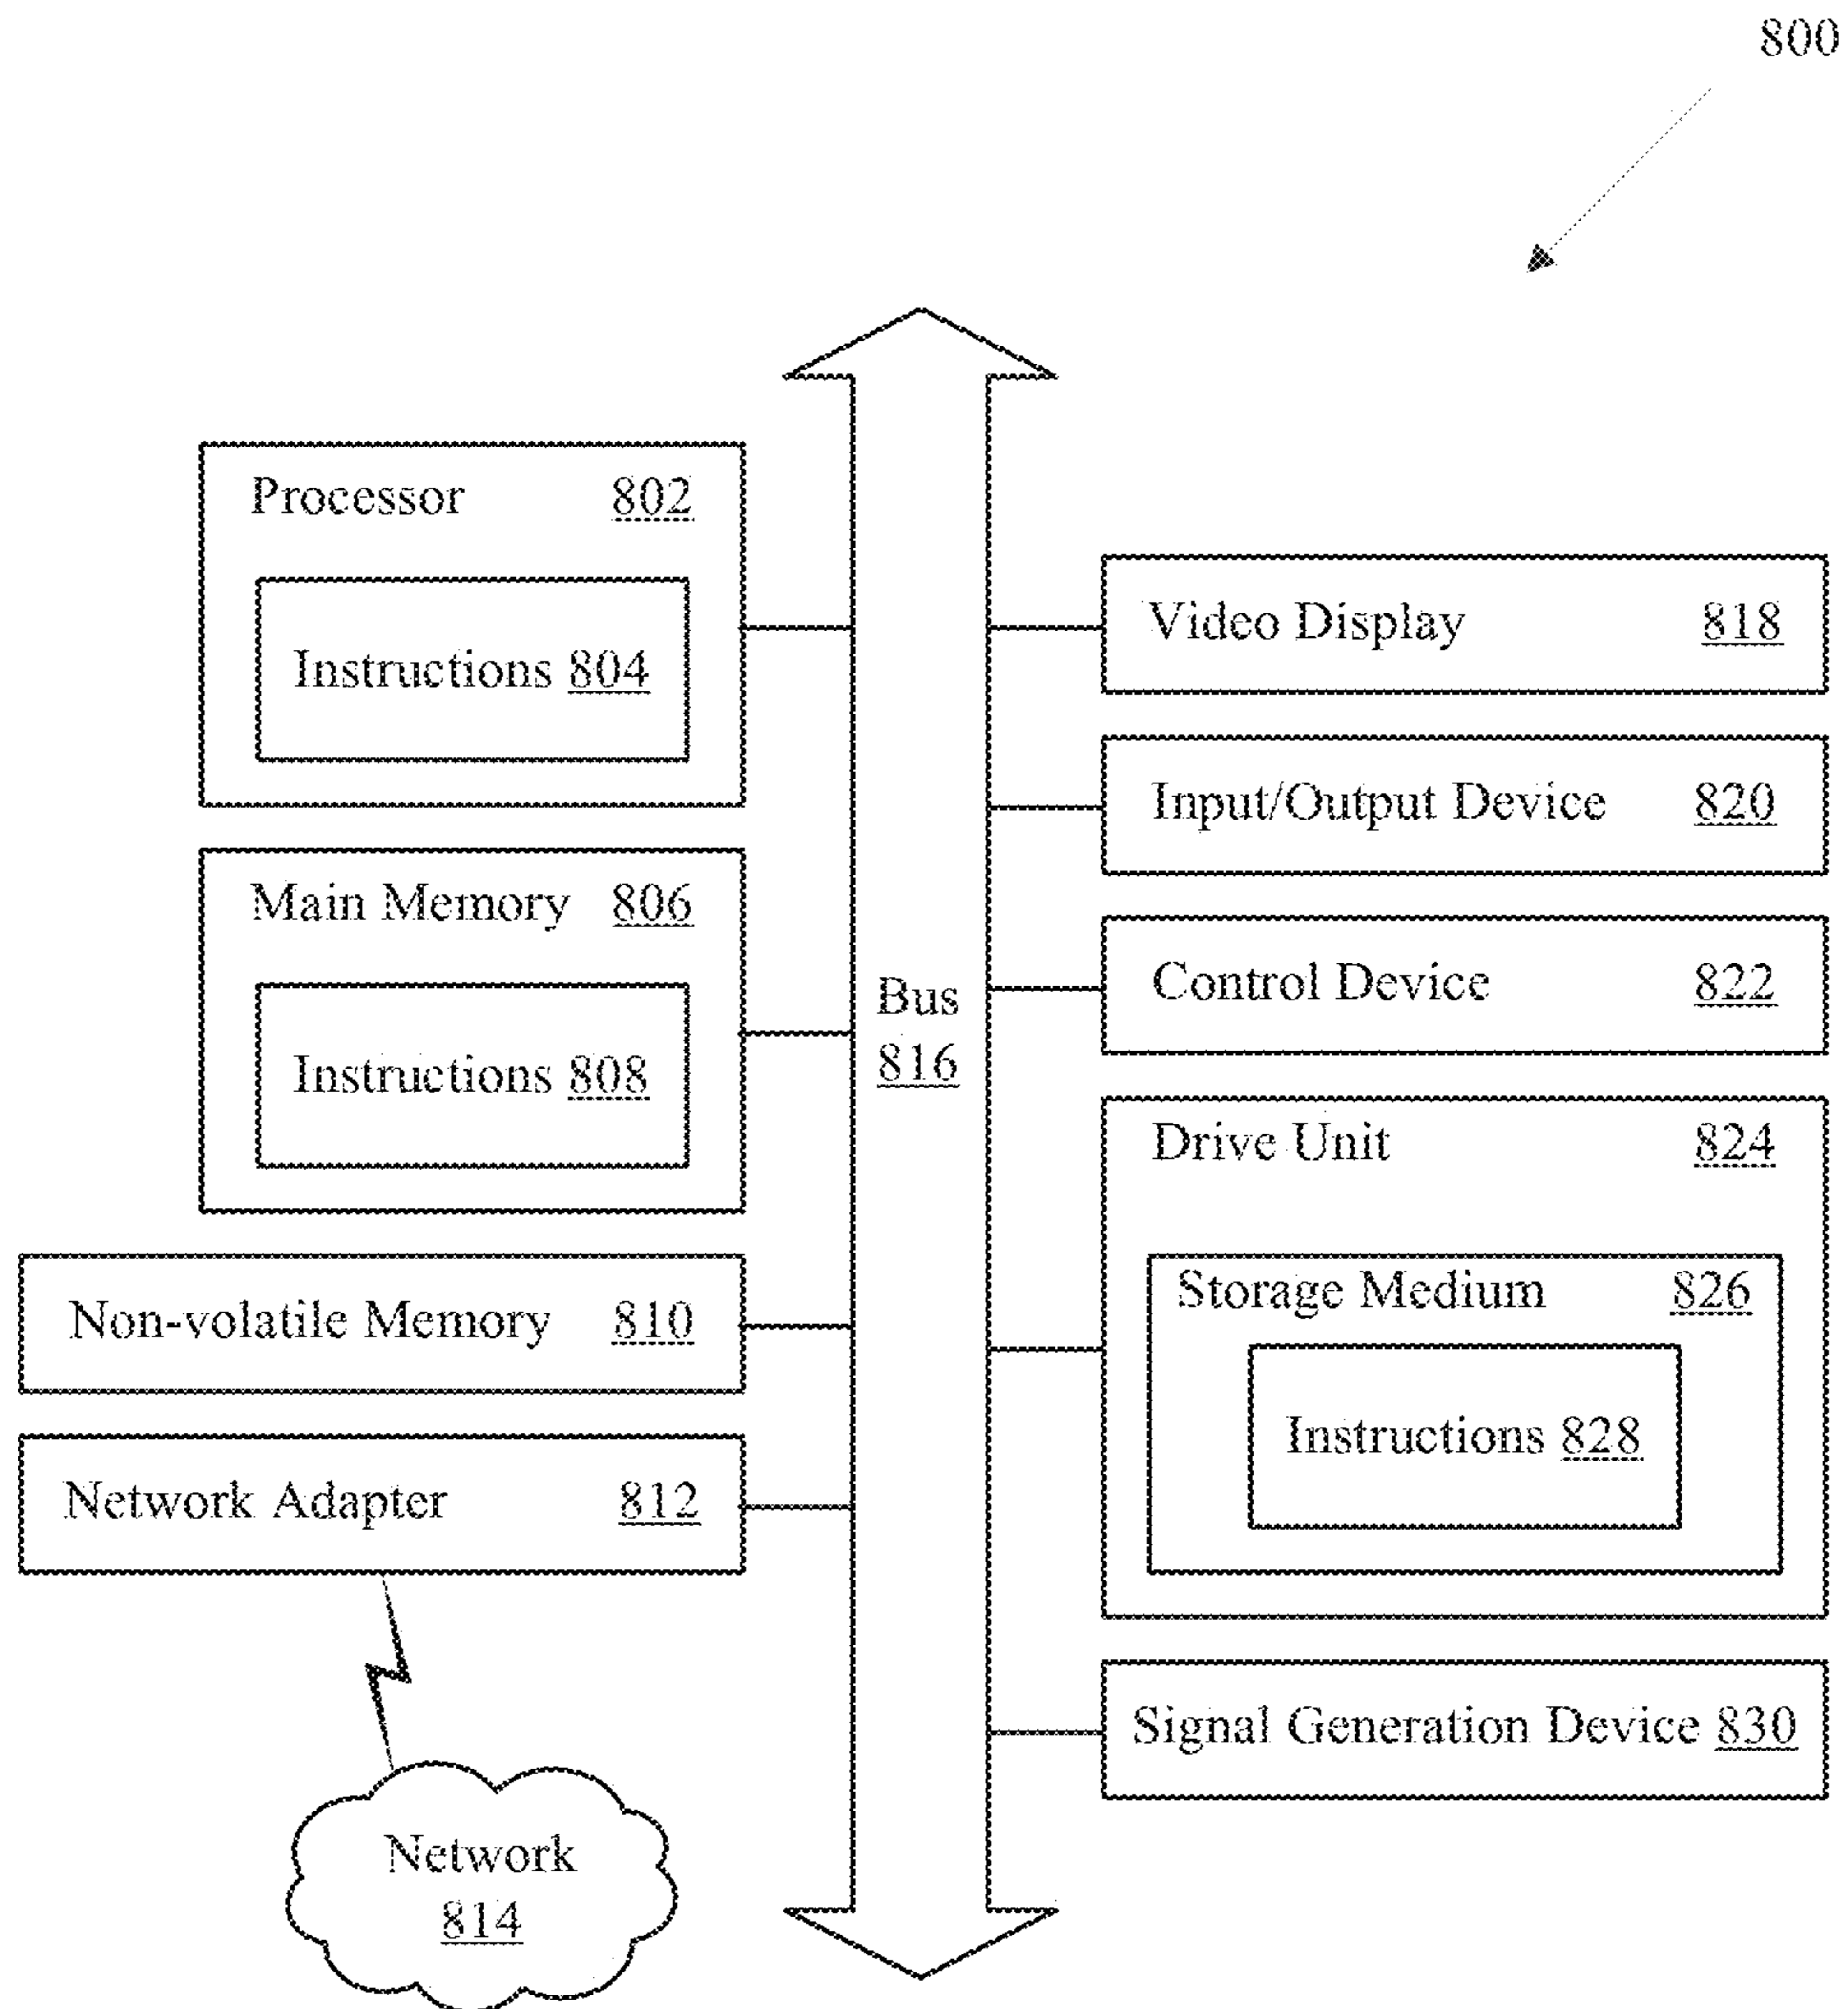 800
Processor 802
Instructions 804
Main Memory 806
Instructions 808
Non-volatile Memory 810
Network Adapter 812
Network
814
Bus
816
Video Display 818
Input/Output Device 820
Control Device 822
Drive Unit 824
Storage Medium 826
Instructions 828
Signal Generation Device 830